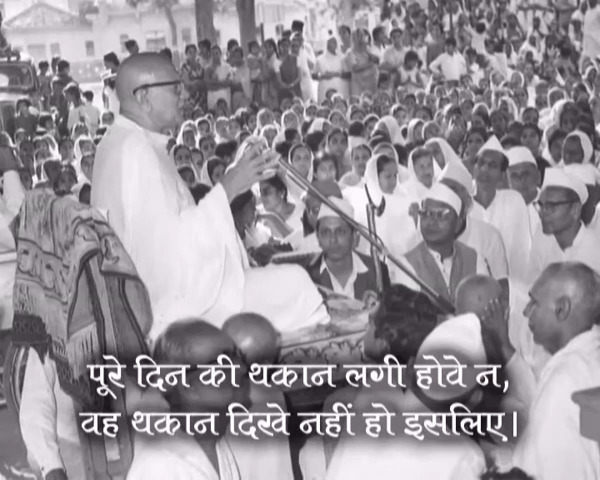 पूरे दिन की थकान लगी होवे न,
वह थकान दिखे नहीं हो इसलिए।